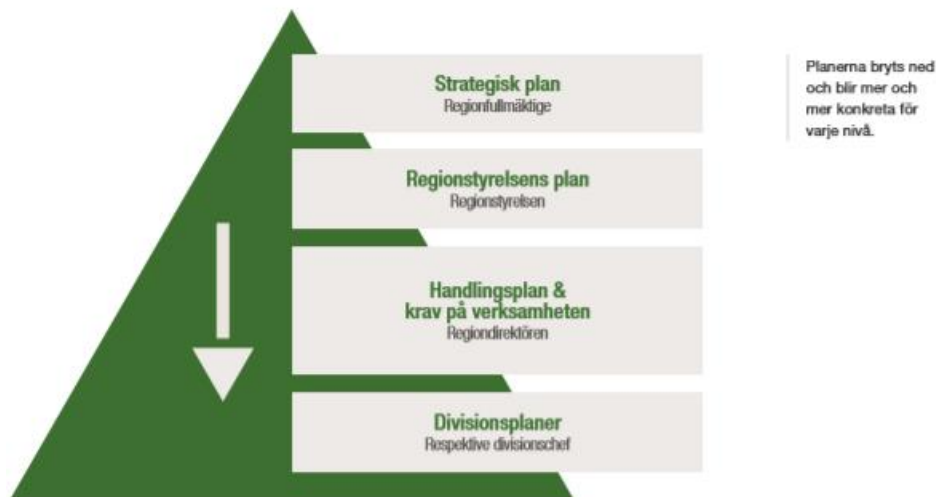 Strategisk plan
Regionfullmäktige
Planerna bryts ned
och blir mer och
mer konkreta för
varje nivå.
Regionstyrelsens plan
Regionstyrelsen
Handlingsplan &
krav på verksamheten
Regiondirektören
Divisionsplaner
Respektive divisionschef